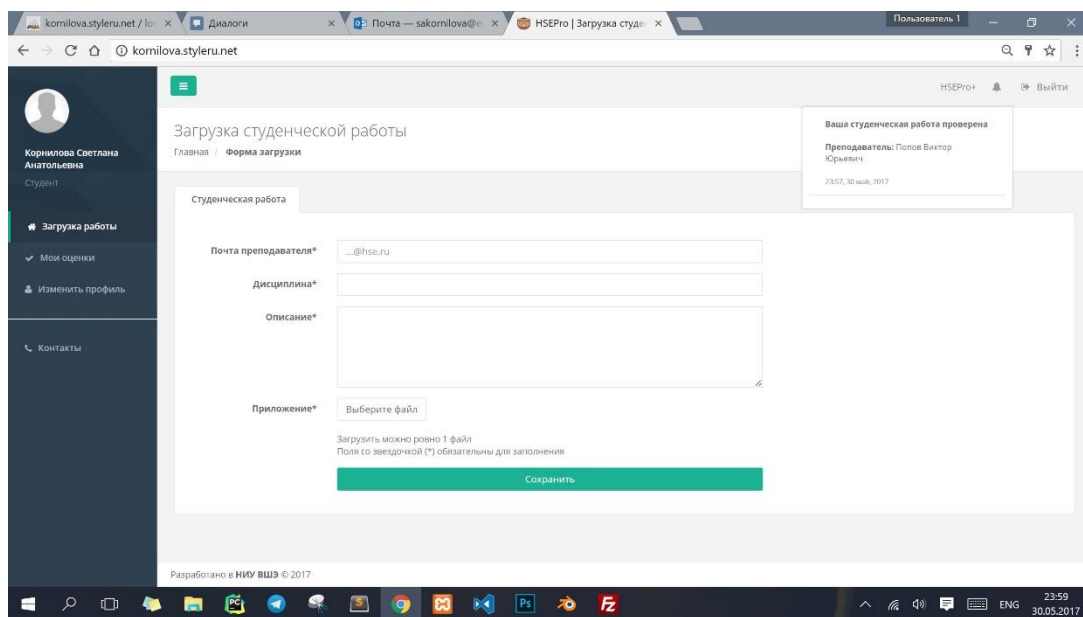 kornilova.styleru.net / loc
Диалоги
Почта — sakornilova@e
HSEPro | Загрузка студе
Пользователь 1
kornilova.styleru.net
HSEPro+
Выйти
Загрузка студенческой работы
Главная / Форма загрузки
Ваша студенческая работа проверена
Преподаватель: Попов Виктор
Юрьевич
23:57, 30 май, 2017
Корнилова Светлана
Анатольевна
Студент
Загрузка работы
Мои оценки
Изменить профиль
Контакты
Студенческая работа
Почта преподавателя*
...@hse.ru
Дисциплина*
Описание*
Приложение*
Выберите файл
Загрузить можно ровно 1 файл
Поля со звездочкой (*) обязательны для заполнения
Сохранить
Разработано в НИУ ВШЭ © 2017
PC
S
Ps
Fz
ENG
23:59
30.05.2017